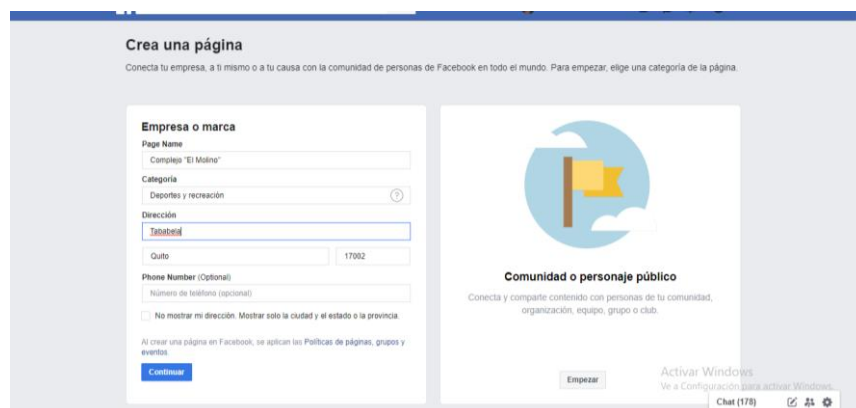 Crea una página
Conecta tu empresa, a ti mismo o a tu causa con la comunidad de personas de Facebook en todo el mundo. Para empezar, elige una categoría de la página.
Empresa o marca
Page Name
Complejo "El Molino"
Categoría
Deportes y recreación
Dirección
Tababela
Quito 17002
Phone Number (Optional)
Número de teléfono (opcional)
No mostrar mi dirección. Mostrar solo la ciudad y el estado o la provincia.
Al crear una página en Facebook, se aplican las Políticas de páginas, grupos y
eventos
Continuar
Comunidad o personaje público
Conecta y comparte contenido con personas de tu comunidad,
organización, equipo, grupo o club.
Empezar
Activar Windows
Ve a Configuración para activar Windows.
Chat (178)